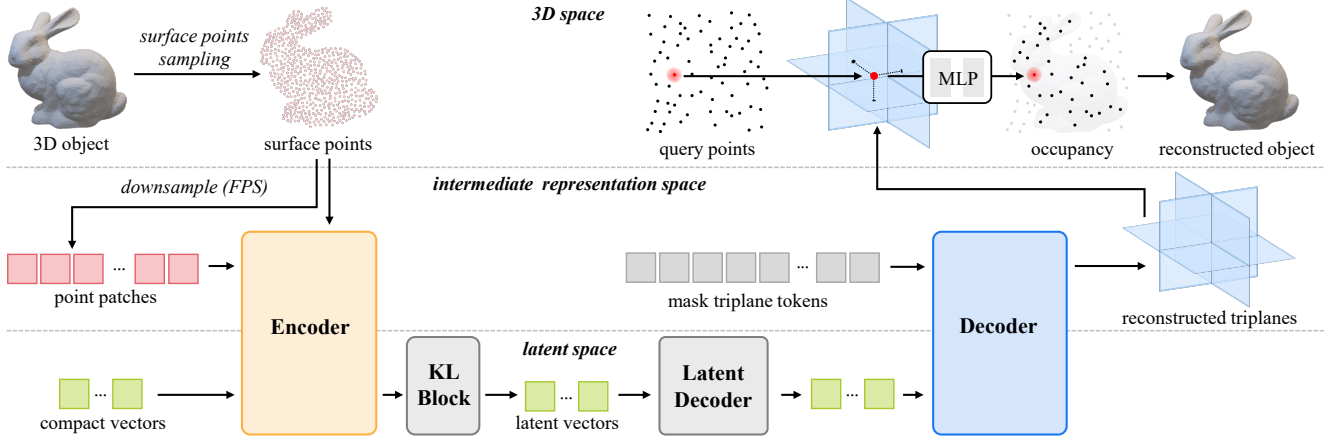 3D space
surface points
sampling
MLP
3D object
surface points
query points
occupancy
reconstructed object
downsample (FPS)
intermediate representation space
...
...
point patches
mask triplane tokens
reconstructed triplanes
Encoder
Decoder
latent space
KL
Block
Latent
Decoder
...
...
...
compact vectors
latent vectors